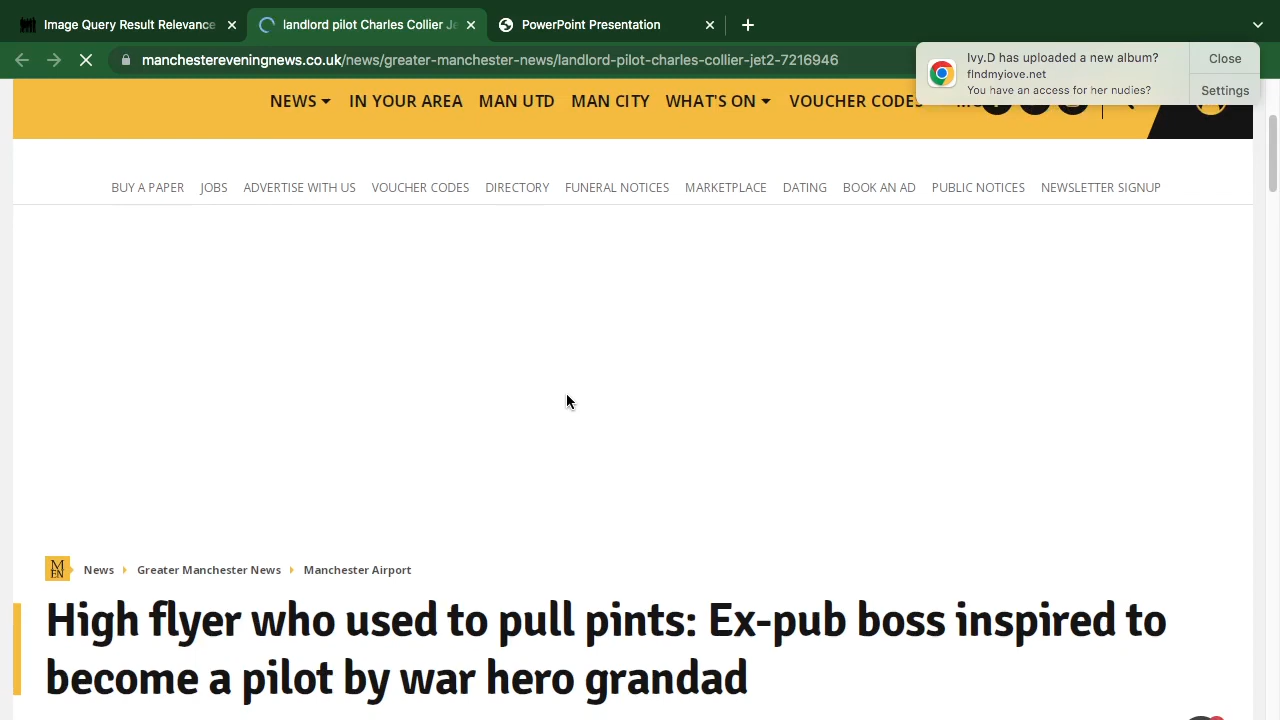 Image Query Result Relevance
landlord pilot Charles Collier Je
PowerPoint Presentation
manchestereveningnews.co.uk/news/greater-manchester-news/landlord-pilot-charles-collier-jet2-7216946
Ivy.D has uploaded a new album?
findmyiove.net
You have an access for her nudies?
Close
Settings
NEWS IN YOUR AREA MAN UTD MAN CITY WHAT'S ON VOUCHER CODES
BUY A PAPER JOBS ADVERTISE WITH US VOUCHER CODES DIRECTORY FUNERAL NOTICES MARKETPLACE DATING BOOK AN AD PUBLIC NOTICES NEWSLETTER SIGNUP
M
EN
News Greater Manchester News Manchester Airport
High flyer who used to pull pints: Ex-pub boss inspired to
become a pilot by war hero grandad